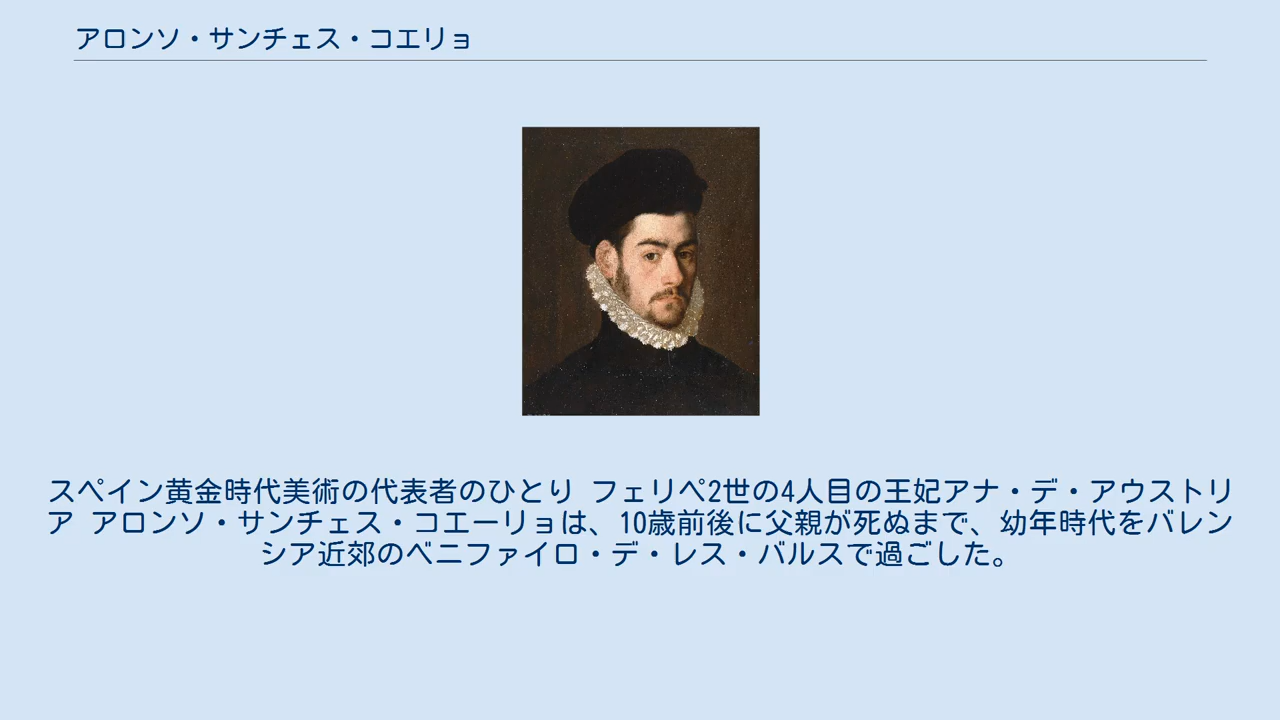 アロンソ・サンチェス・コエリョ
スペイン黄金時代美術の代表者のひとり フェリペ2世の4人目の王妃アナ・デ・アウストリ
ア アロンソ・サンチェス・コエーリョは、10歳前後に父親が死ぬまで、幼年時代をバレン
シア近郊のベニファイロ・デ・レス・バルスで過ごした。